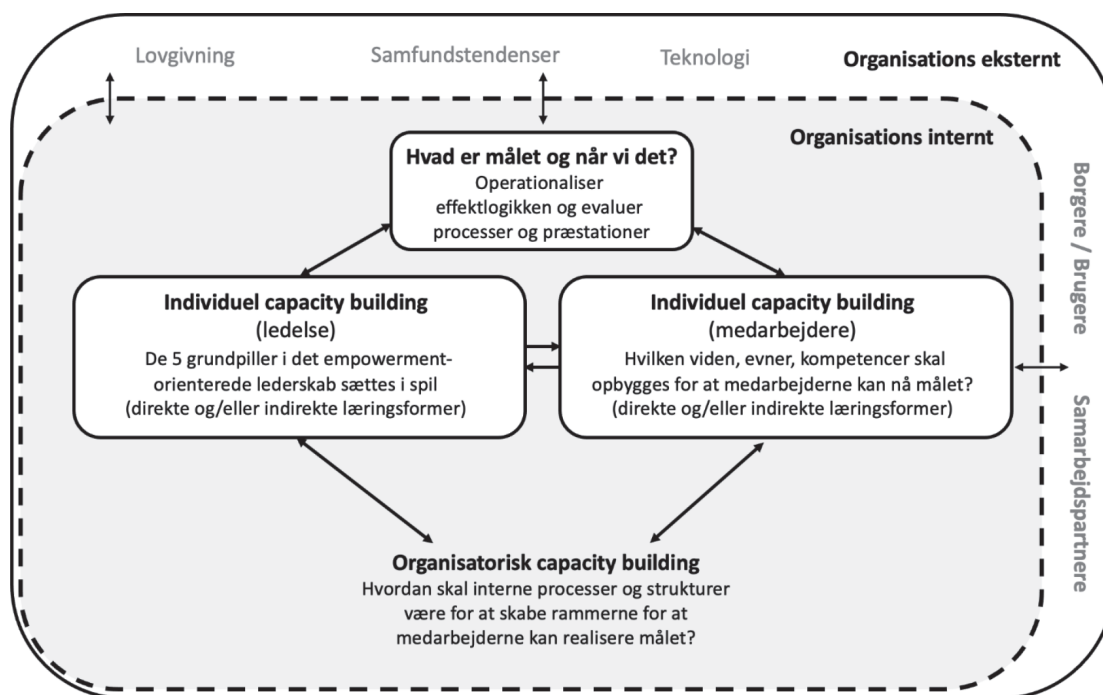 Lovgivning
Samfundstendenser
Teknologi
Organisations eksternt
Organisations internt
Hvad er målet og når vi det?
Operationaliser
effektlogikken og evaluer
processer og præstationer
Individuel capacity building
(ledelse)
De 5 grundpiller i det empowerment-
orienterede lederskab sættes i spil
(direkte og/eller indirekte læringsformer)
Individuel capacity building
(medarbejdere)
Hvilken viden, evner, kompetencer skal
opbygges for at medarbejderne kan nå målet?
(direkte og/eller indirekte læringsformer)
Borgere / Brugere
Samarbejdspartnere
Organisatorisk capacity building
Hvordan skal interne processer og strukturer
være for at skabe rammerne for at
medarbejderne kan realisere målet?